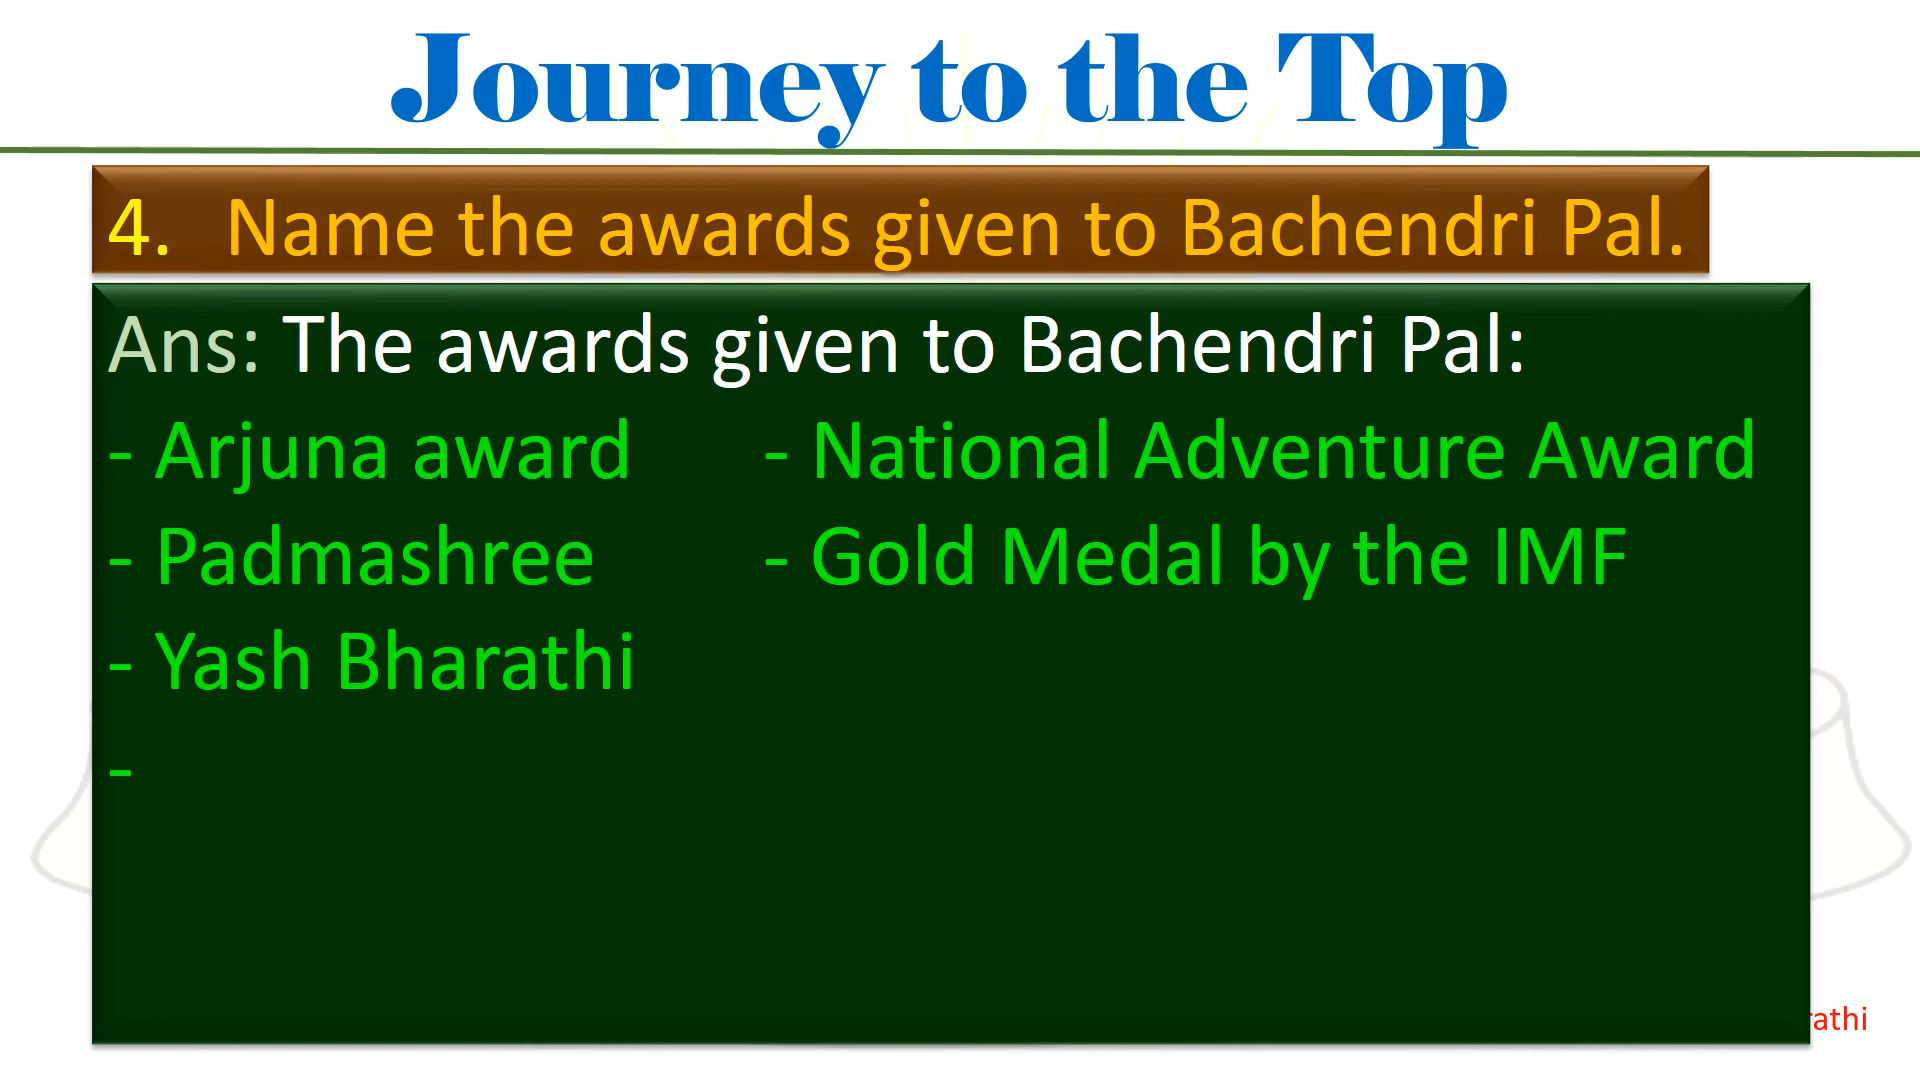 Journey to the Top
4. Name the awards given to Bachendri Pal.
Ans: The awards given to Bachendri Pal:
- Arjuna award - National Adventure Award
- Padmashree - Gold Medal by the IMF
- Yash Bharathi
-